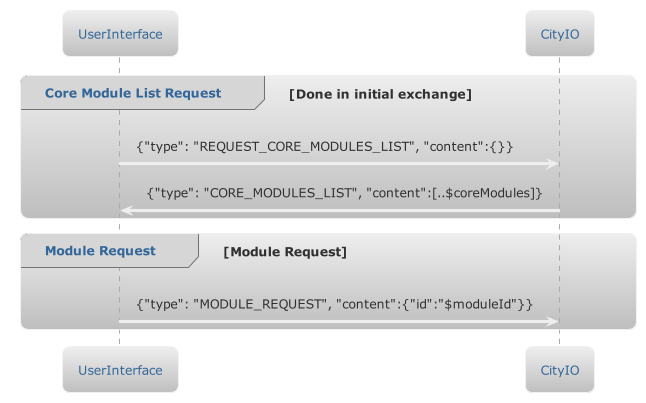 UserInterface
CityIO
Core Module List Request
[Done in initial exchange]
{"type": "REQUEST_CORE_MODULES_LIST", "content":{}}
{"type": "CORE_MODULES_LIST", "content":[..$coreModules]}
Module Request
[Module Request]
{"type": "MODULE_REQUEST", "content":{"id":"$moduleId"}}
UserInterface
CityIO